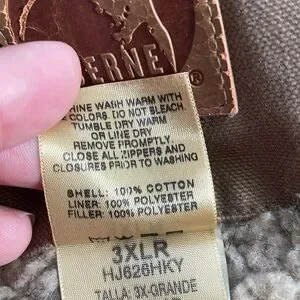 ERNE
®
HINE WASH WARM WITH
E COLORS. DO NOT BLEACH.
TUMBLE DRY WARM
OR LINE DRY
REMOVE PROMPTLY.
CLOSE ALL ZIPPERS AND
CLOSURES PRIOR TO WASHING
SHELL: 100% COTTON
LINER: 100% POLYESTER
FILLER: 100% POLYESTER
3XLR
HJ626HKY
TALLA: 3X-GRANDE